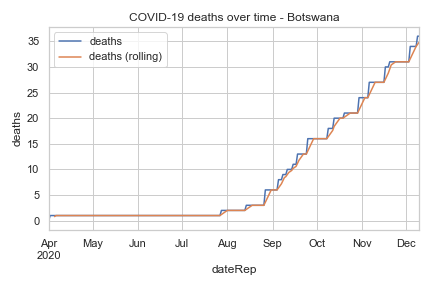 COVID-19 deaths over time - Botswana
deaths
deaths (rolling)
deaths
35
30
25
20
15
10
5
0
Apr May Jun Jul Aug Sep Oct Nov Dec
2020
dateRep